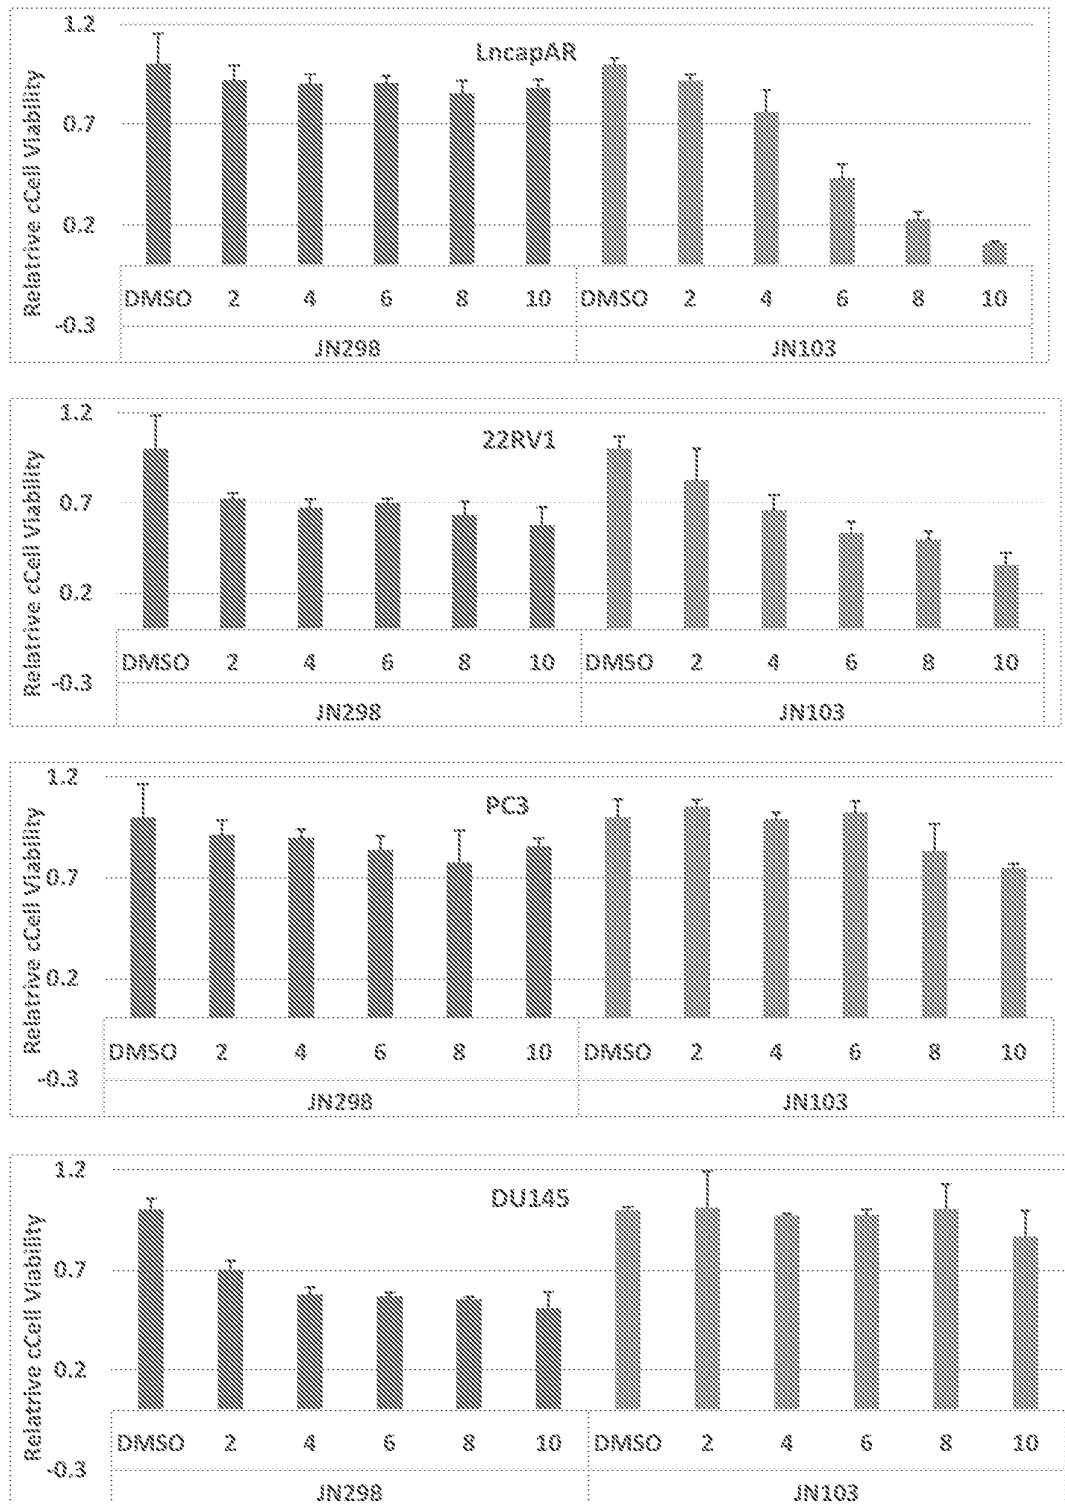 LncapAR
Relatrive cCell Viability
1.2
0.7
0.2
-0.3
DMSO 2 4 6 8 10 DMSO 2 4 6 8 10
JN298 JN103
22RV1
Relatrive cCell Viability
1.2
0.7
0.2
-0.3
DMSO 2 4 6 8 10 DMSO 2 4 6 8 10
JN298 JN103
PC3
Relatrive cCell Viability
1.2
0.7
0.2
-0.3
DMSO 2 4 6 8 10 DMSO 2 4 6 8 10
JN298 JN103
DU145
Relatrive cCell Viability
1.2
0.7
0.2
-0.3
DMSO 2 4 6 8 10 DMSO 2 4 6 8 10
JN298 JN103